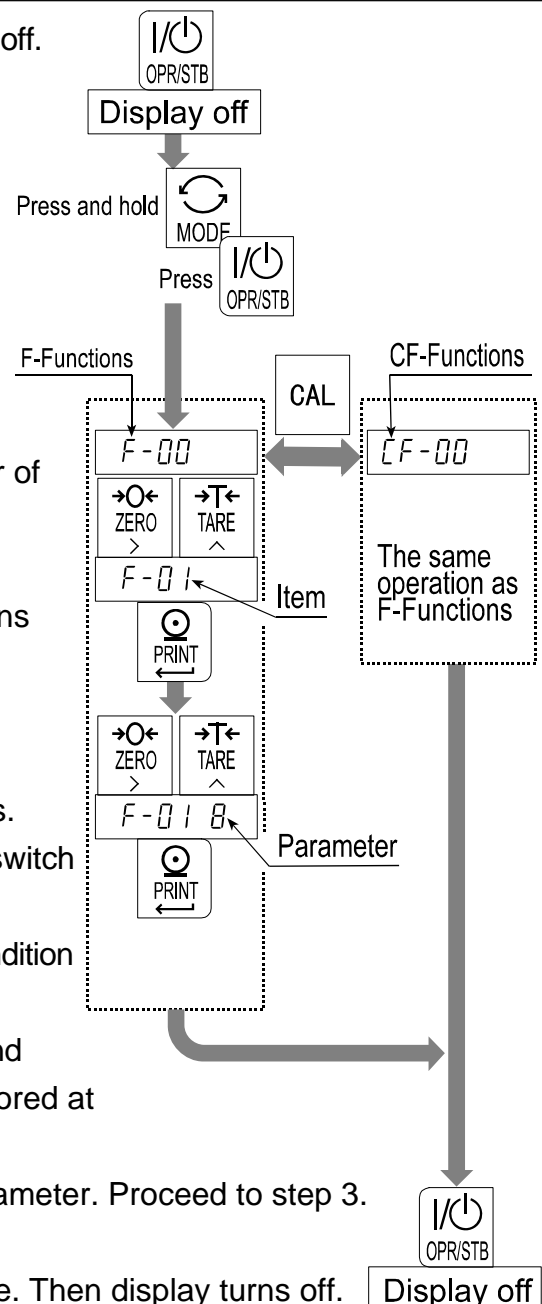 off.
I/⏻
OPR/STB
Display off
Press and hold
MODE
Press
I/⏻
OPR/STB
F-Functions
CF-Functions
CAL
F-00
CF-00
r of
→O← →T←
ZERO TARE
> ^
F-01
Item
The same
operation as
F-Functions
ns
PRINT
→O← →T←
ZERO TARE
> ^
s.
F-01 8
Parameter
switch
PRINT
ndition
nd
ored at
ameter. Proceed to step 3.
I/⏻
OPR/STB
e. Then display turns off.
Display off